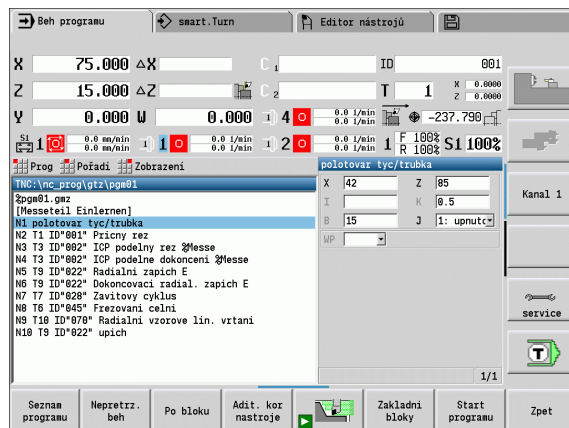 Beh programu
smart.Turn
Editor nástrojů
X 75.000 △X C 1 ID 001
Z 15.000 △Z C 2 T 1 X 0.0000 Z 0.0000
Y 0.000 W 0.000 4 0.0 1/min 0.0 1/min -237.790
S1 1 0.0 mm/min 0.0 m/min 1 0.0 1/min 0.0 1/min 2 0.0 1/min 0.0 1/min 1 F 100% R 100% S1 100%
Prog Pořadí Zobrazení
TNC:\nc_prog\gtz\pgm01
%pgm01.gmz
[Messeteil Einlernen]
N1 polotovar tyc/trubka
N2 T1 ID"001" Pricny rez
N3 T3 ID"002" ICP podelny rez %Messe
N4 T3 ID"002" ICP podelne dokonceni %Messe
N5 T9 ID"022" Radialni zapich E
N6 T9 ID"022" Dokoncovaci radial. zapich E
N7 T7 ID"028" Zavitovy cyklus
N8 T6 ID"045" Frezovani celni
N9 T10 ID"070" Radialni vzorove lin. vrtani
N10 T9 ID"022" upich
polotovar tyc/trubka
X 42 Z 85
I K 0.5
B 15 J 1: upnutc
WP
1/1
Kanal 1
service
T
Seznam programu
Nepretrz. beh
Po bloku
Adit. kor nastroje
Zakladni bloky
Start programu
Zpet